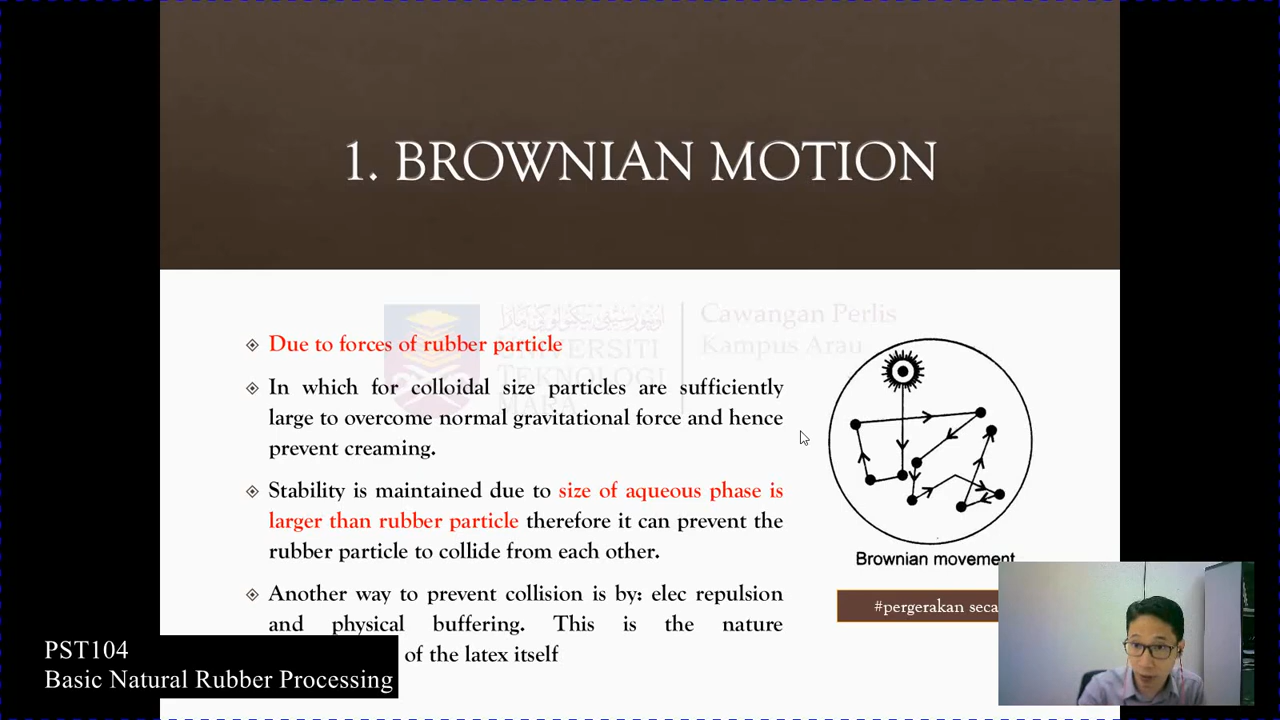 1. BROWNIAN MOTION
UNIVERSITI
TEKNOLOGI
MARA
Cawangan Perlis
Kampus Arau
Due to forces of rubber particle
In which for colloidal size particles are sufficiently
large to overcome normal gravitational force and hence
prevent creaming.
Stability is maintained due to size of aqueous phase is
larger than rubber particle therefore it can prevent the
rubber particle to collide from each other.
Another way to prevent collision is by: elec repulsion
and physical buffering. This is the nature
of the latex itself
Brownian movement
#pergerakan seca
PST104
Basic Natural Rubber Processing